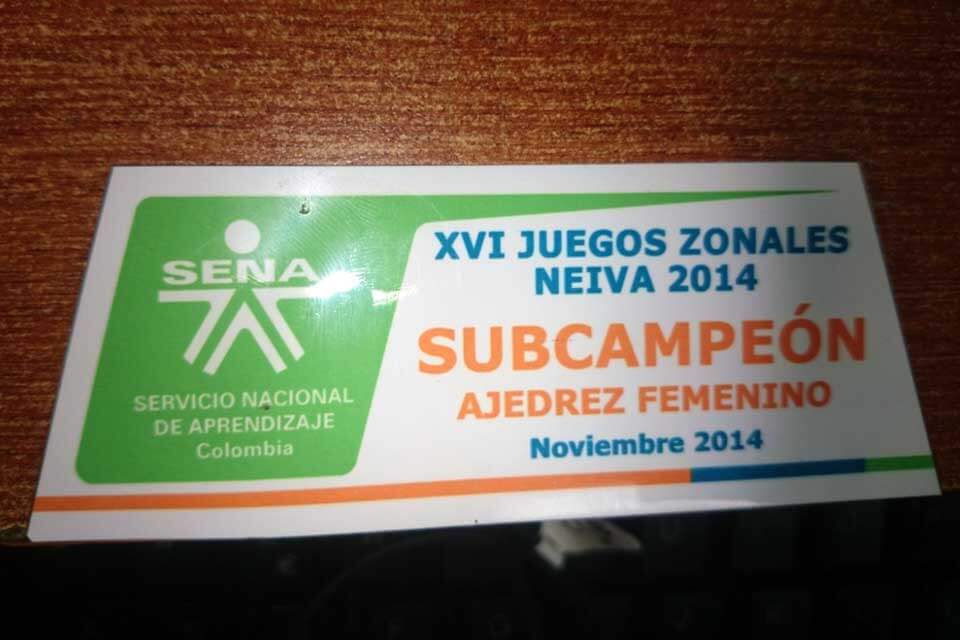 SENA
SERVICIO NACIONAL
DE APRENDIZAJE
Colombia
XVI JUEGOS ZONALES
NEIVA 2014
SUBCAMPEÓN
AJEDREZ FEMENINO
Noviembre 2014